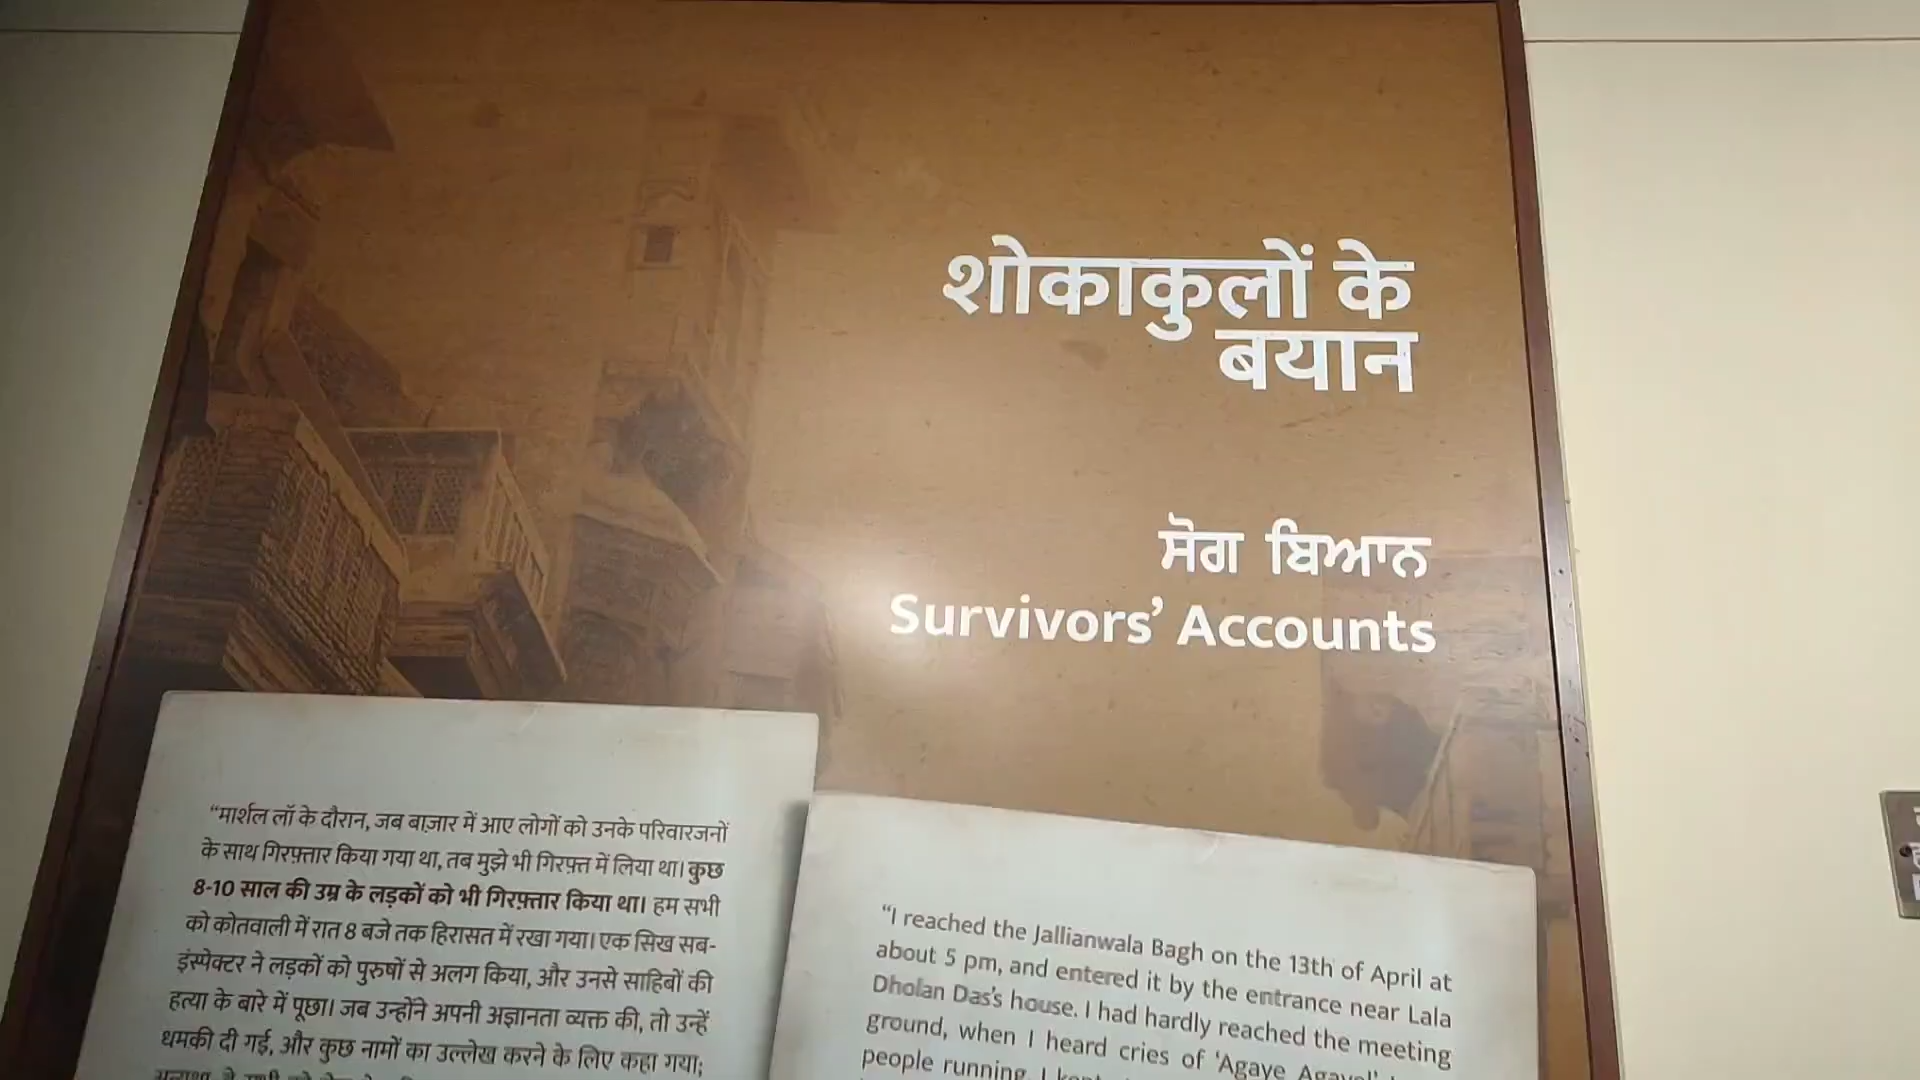 शोकाकुलों के
बयान
ਸੋਗ ਬਿਆਨ
Survivors’ Accounts
“मार्शल लॉ के दौरान, जब बाज़ार में आए लोगों को उनके परिवारजनों
के साथ गिरफ़्तार किया गया था, तब मुझे भी गिरफ़्त में लिया था। कुछ
8-10 साल की उम्र के लड़कों को भी गिरफ़्तार किया था। हम सभी
को कोतवाली में रात 8 बजे तक हिरासत में रखा गया। एक सिख सब-
इंस्पेक्टर ने लड़कों को पुरुषों से अलग किया, और उनसे साहिबों की
हत्या के बारे में पूछा। जब उन्होंने अपनी अज्ञानता व्यक्त की, तो उन्हें
धमकी दी गई, और कुछ नामों का उल्लेख करने के लिए कहा गया;
“I reached the Jallianwala Bagh on the 13th of April at
about 5 pm, and entered it by the entrance near Lala
Dholan Das’s house. I had hardly reached the meeting
ground, when I heard cries of ‘Agaye Agaye!’
people running. I